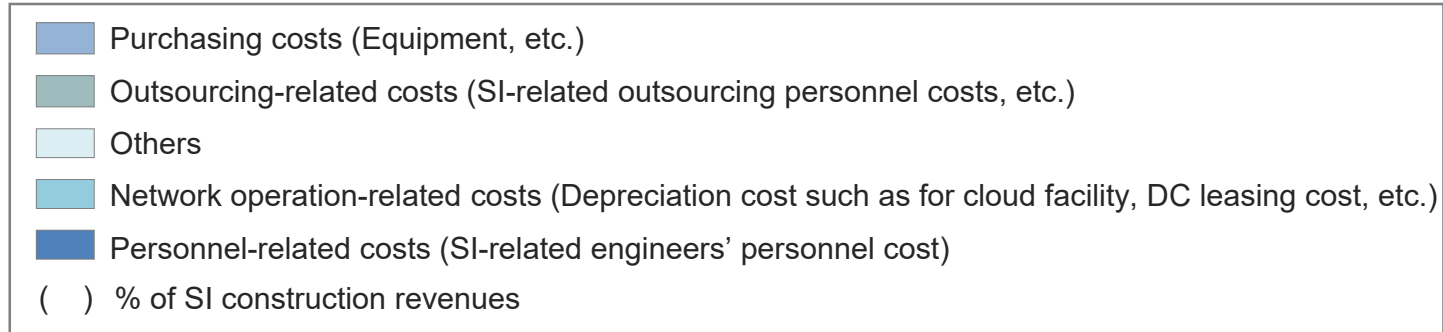 Purchasing costs (Equipment, etc.)
Outsourcing-related costs (SI-related outsourcing personnel costs, etc.)
Others
Network operation-related costs (Depreciation cost such as for cloud facility, DC leasing cost, etc.)
Personnel-related costs (SI-related engineers’ personnel cost)
(    ) % of SI construction revenues